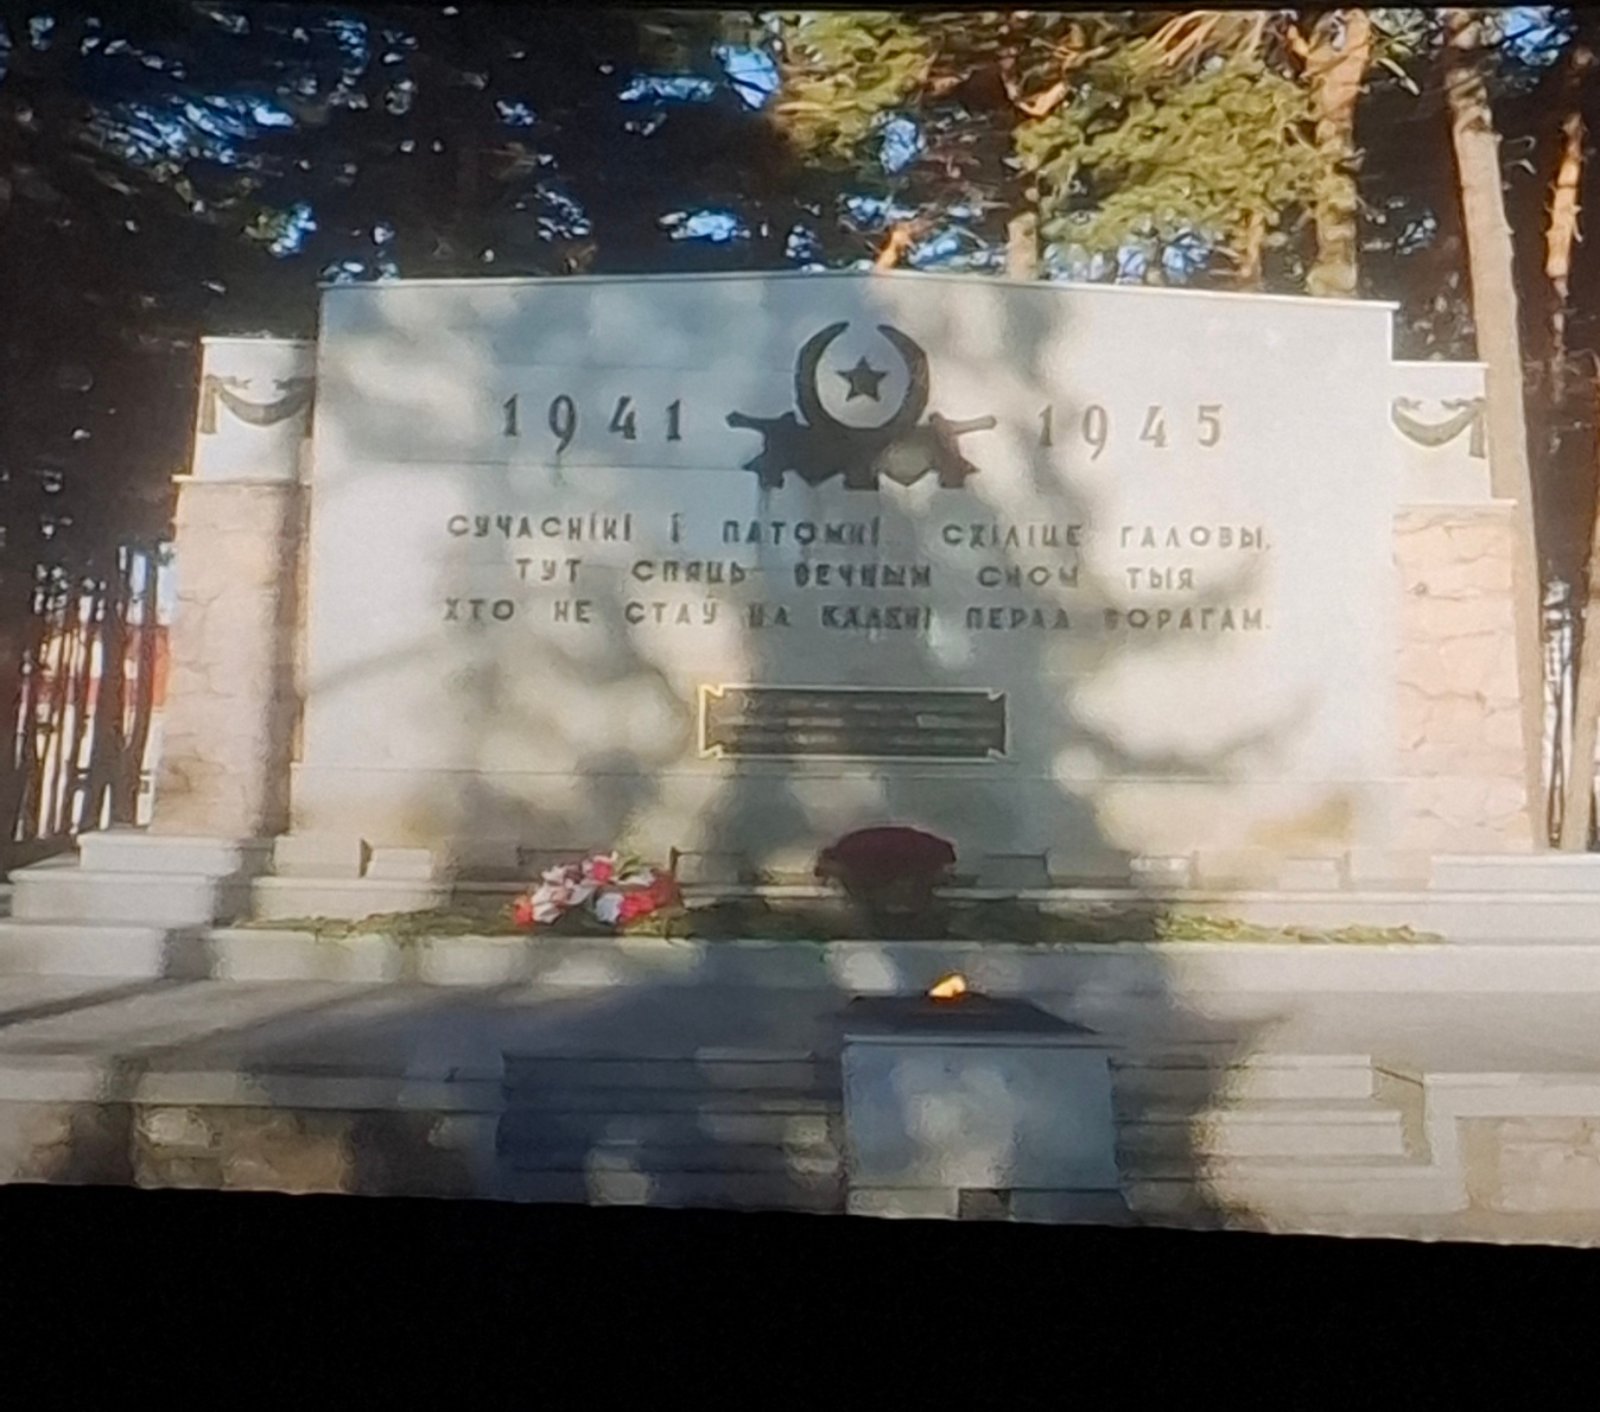 1941 1945
СУЧАСНІКІ І ПАТОМКІ СХІЛІЦЕ ГАЛОВЫ.
ТУТ СПЯЦЬ ВЕЧНЫМ СНОМ ТЫЯ
ХТО НЕ СТАЎ НА КАЛЕНІ ПЕРАД ВОРАГАМ.